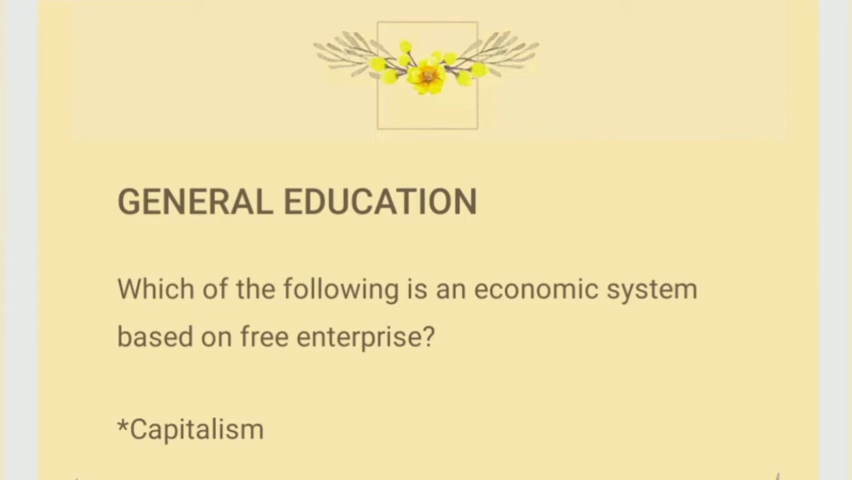 GENERAL EDUCATION
Which of the following is an economic system
based on free enterprise?
*Capitalism